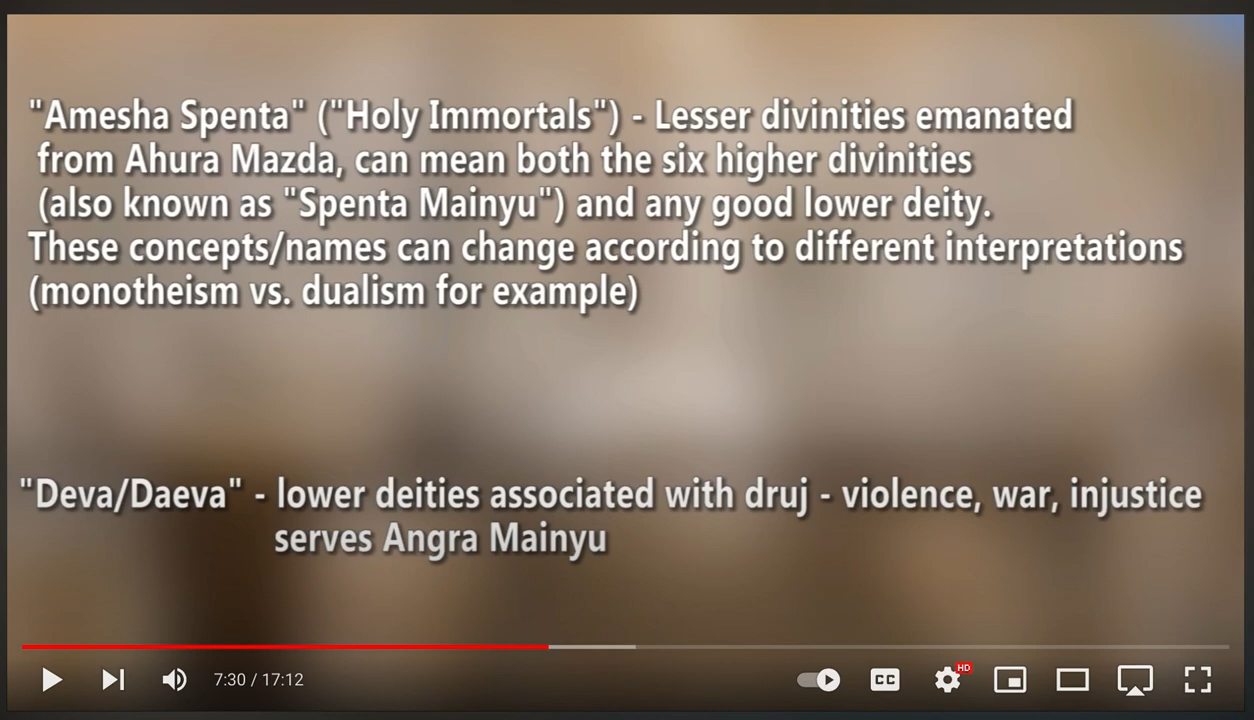 "Amesha Spenta" ("Holy Immortals") - Lesser divinities emanated
from Ahura Mazda, can mean both the six higher divinities
(also known as "Spenta Mainyu") and any good lower deity.
These concepts/names can change according to different interpretations
(monotheism vs. dualism for example)
"Deva/Daeva" - lower deities associated with druj - violence, war, injustice
serves Angra Mainyu
7:30 / 17:12
CC
HD